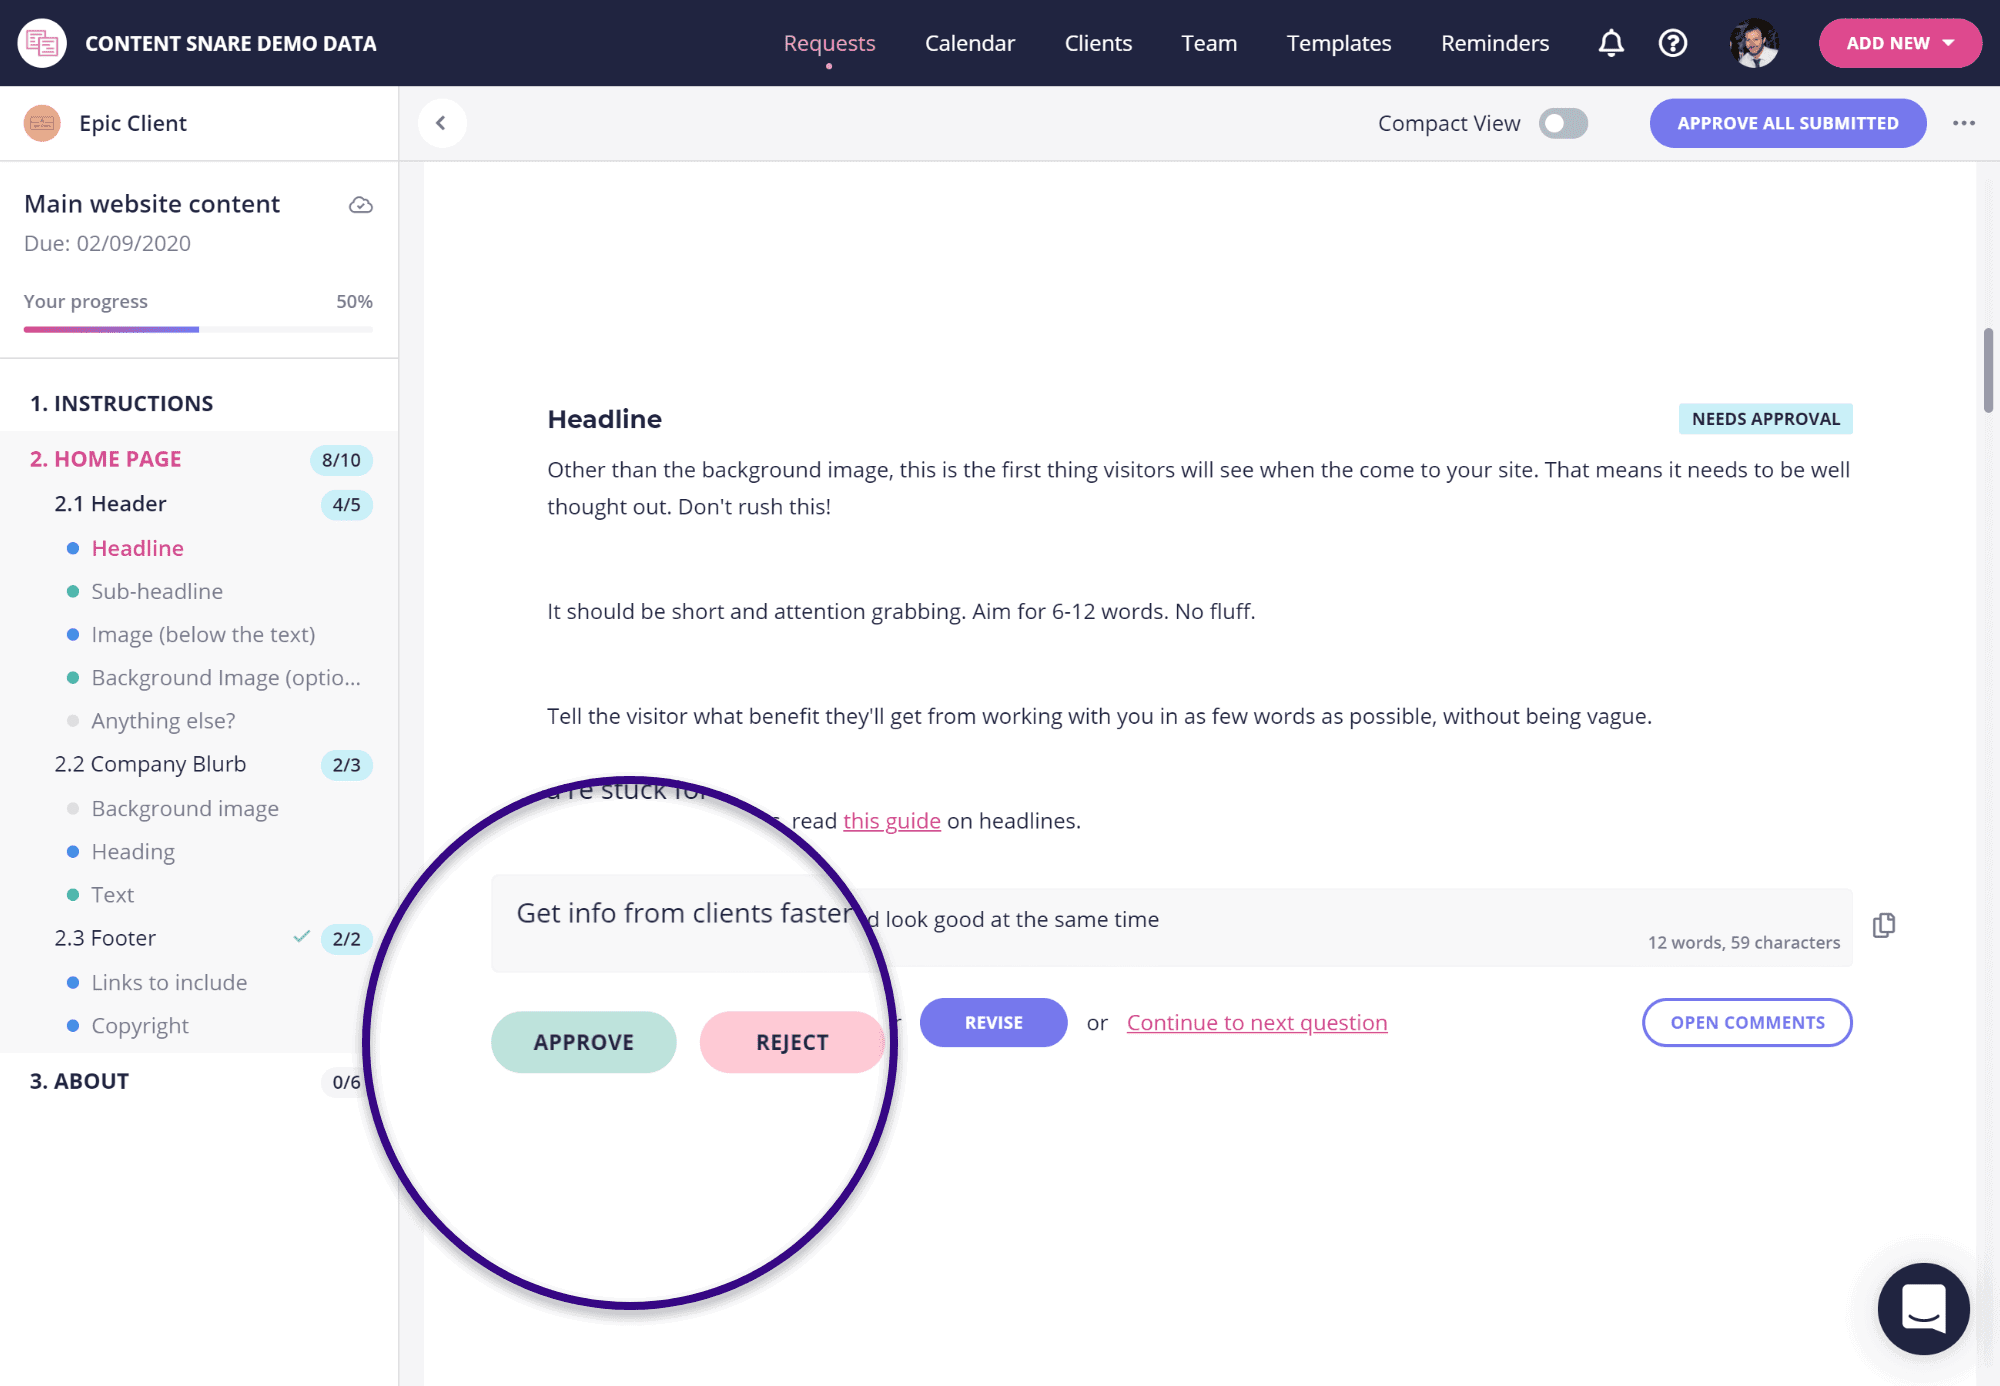 CONTENT SNARE DEMO DATA
Requests
Calendar
Clients
Team
Templates
Reminders
ADD NEW
Epic Client
Compact View
APPROVE ALL SUBMITTED
Main website content
Due: 02/09/2020
Your progress
50%
1. INSTRUCTIONS
2. HOME PAGE 8/10
2.1 Header 4/5
Headline
Sub-headline
Image (below the text)
Background Image (optio...
Anything else?
2.2 Company Blurb 2/3
Background image
Heading
Text
2.3 Footer 2/2
Links to include
Copyright
3. ABOUT 0/6
Headline
NEEDS APPROVAL
Other than the background image, this is the first thing visitors will see when the come to your site. That means it needs to be well
thought out. Don't rush this!
It should be short and attention grabbing. Aim for 6-12 words. No fluff.
Tell the visitor what benefit they'll get from working with you in as few words as possible, without being vague.
're stuck for
read this guide on headlines.
Get info from clients faster
d look good at the same time
12 words, 59 characters
APPROVE
REJECT
REVISE
or
Continue to next question
OPEN COMMENTS